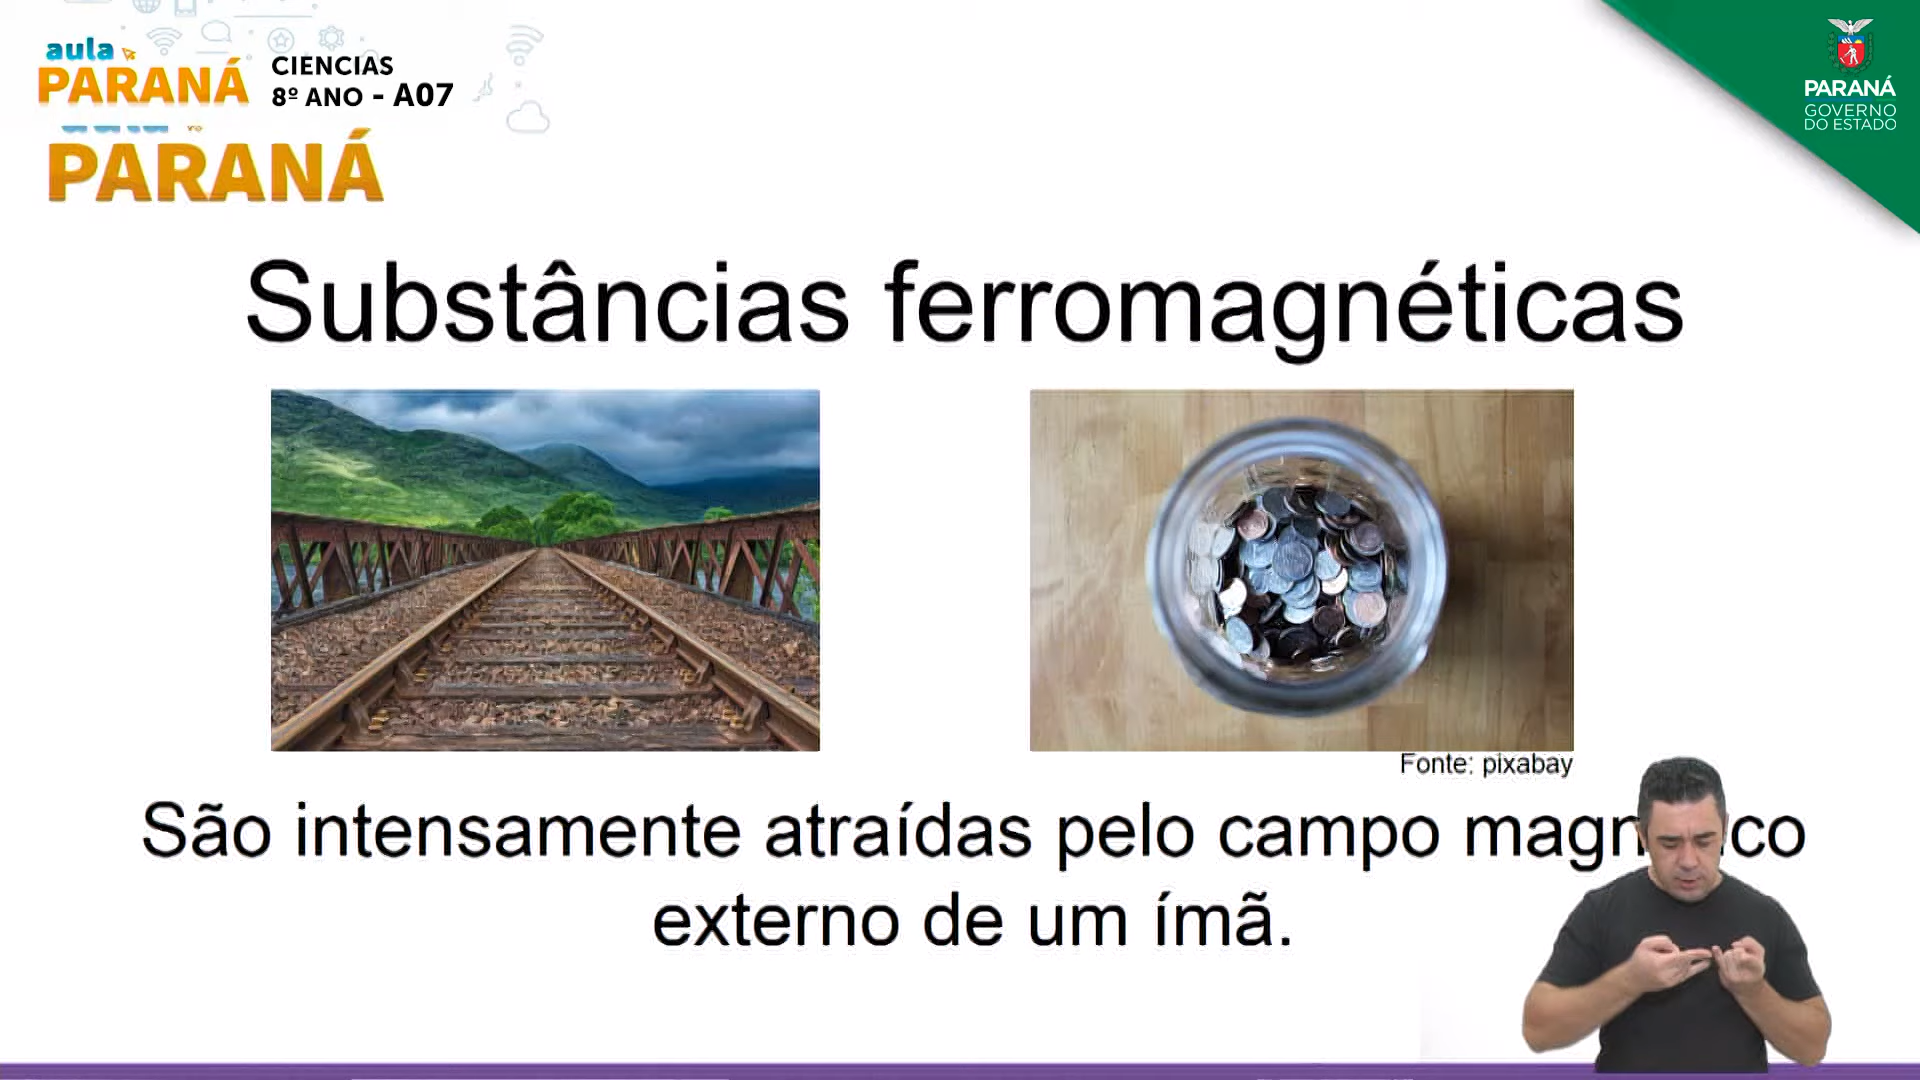 aula
PARANÁ
CIENCIAS
8º ANO - A07
PARANÁ
GOVERNO
DO ESTADO
PARANÁ
Substâncias ferromagnéticas
Fonte: pixabay
São intensamente atraídas pelo campo
externo de um ímã.